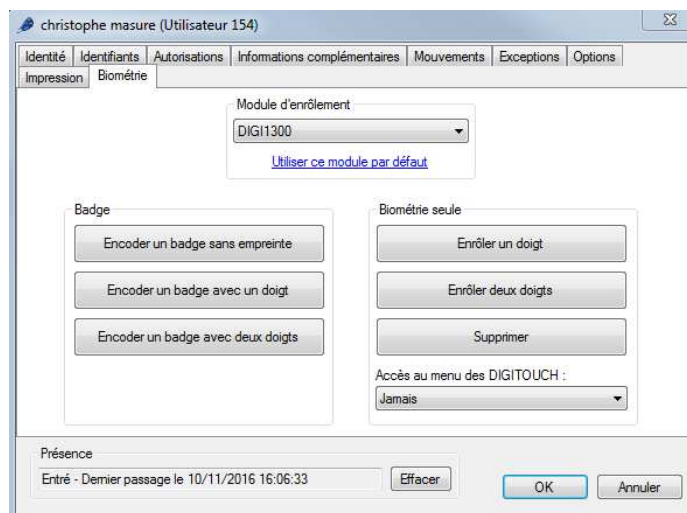 christophe masure (Utilisateur 154)
Identité Identifiants Autorisations Informations complémentaires Mouvements Exceptions Options
Impression Biométrie
Module d'enrôlement
DIGI1300
Utiliser ce module par défaut
Badge
Encoder un badge sans empreinte
Encoder un badge avec un doigt
Encoder un badge avec deux doigts
Biométrie seule
Enrôler un doigt
Enrôler deux doigts
Supprimer
Accès au menu des DIGITOUCH :
Jamais
Présence
Entré - Dernier passage le 10/11/2016 16:06:33
Effacer
OK
Annuler